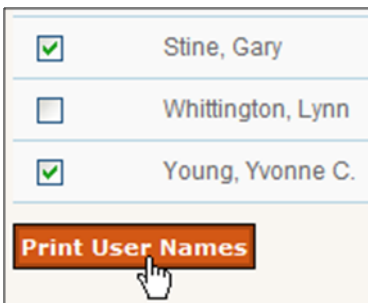 Stine, Gary
Whittington, Lynn
Young, Yvonne C.
Print User Names